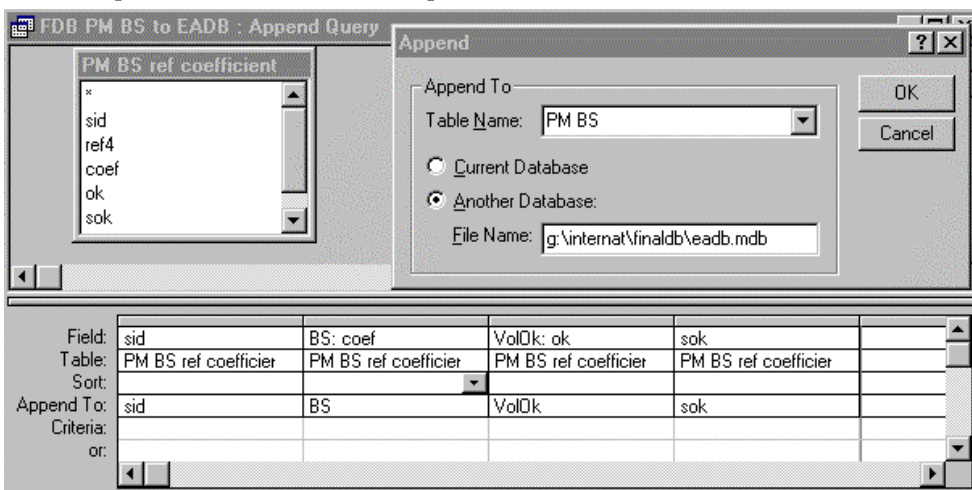 FDB PM BS to EADB : Append Query
PM BS ref coefficient
*
sid
ref4
coef
ok
sok
Append
Append To
Table Name: PM BS
Current Database
Another Database:
File Name: g:\internat\finaldb\eadb.mdb
OK
Cancel
Field: sid BS: coef VolOk: ok sok
Table: PM BS ref coefficier PM BS ref coefficier PM BS ref coefficier PM BS ref coefficier
Sort:
Append To: sid BS VolOk sok
Criteria:
or: